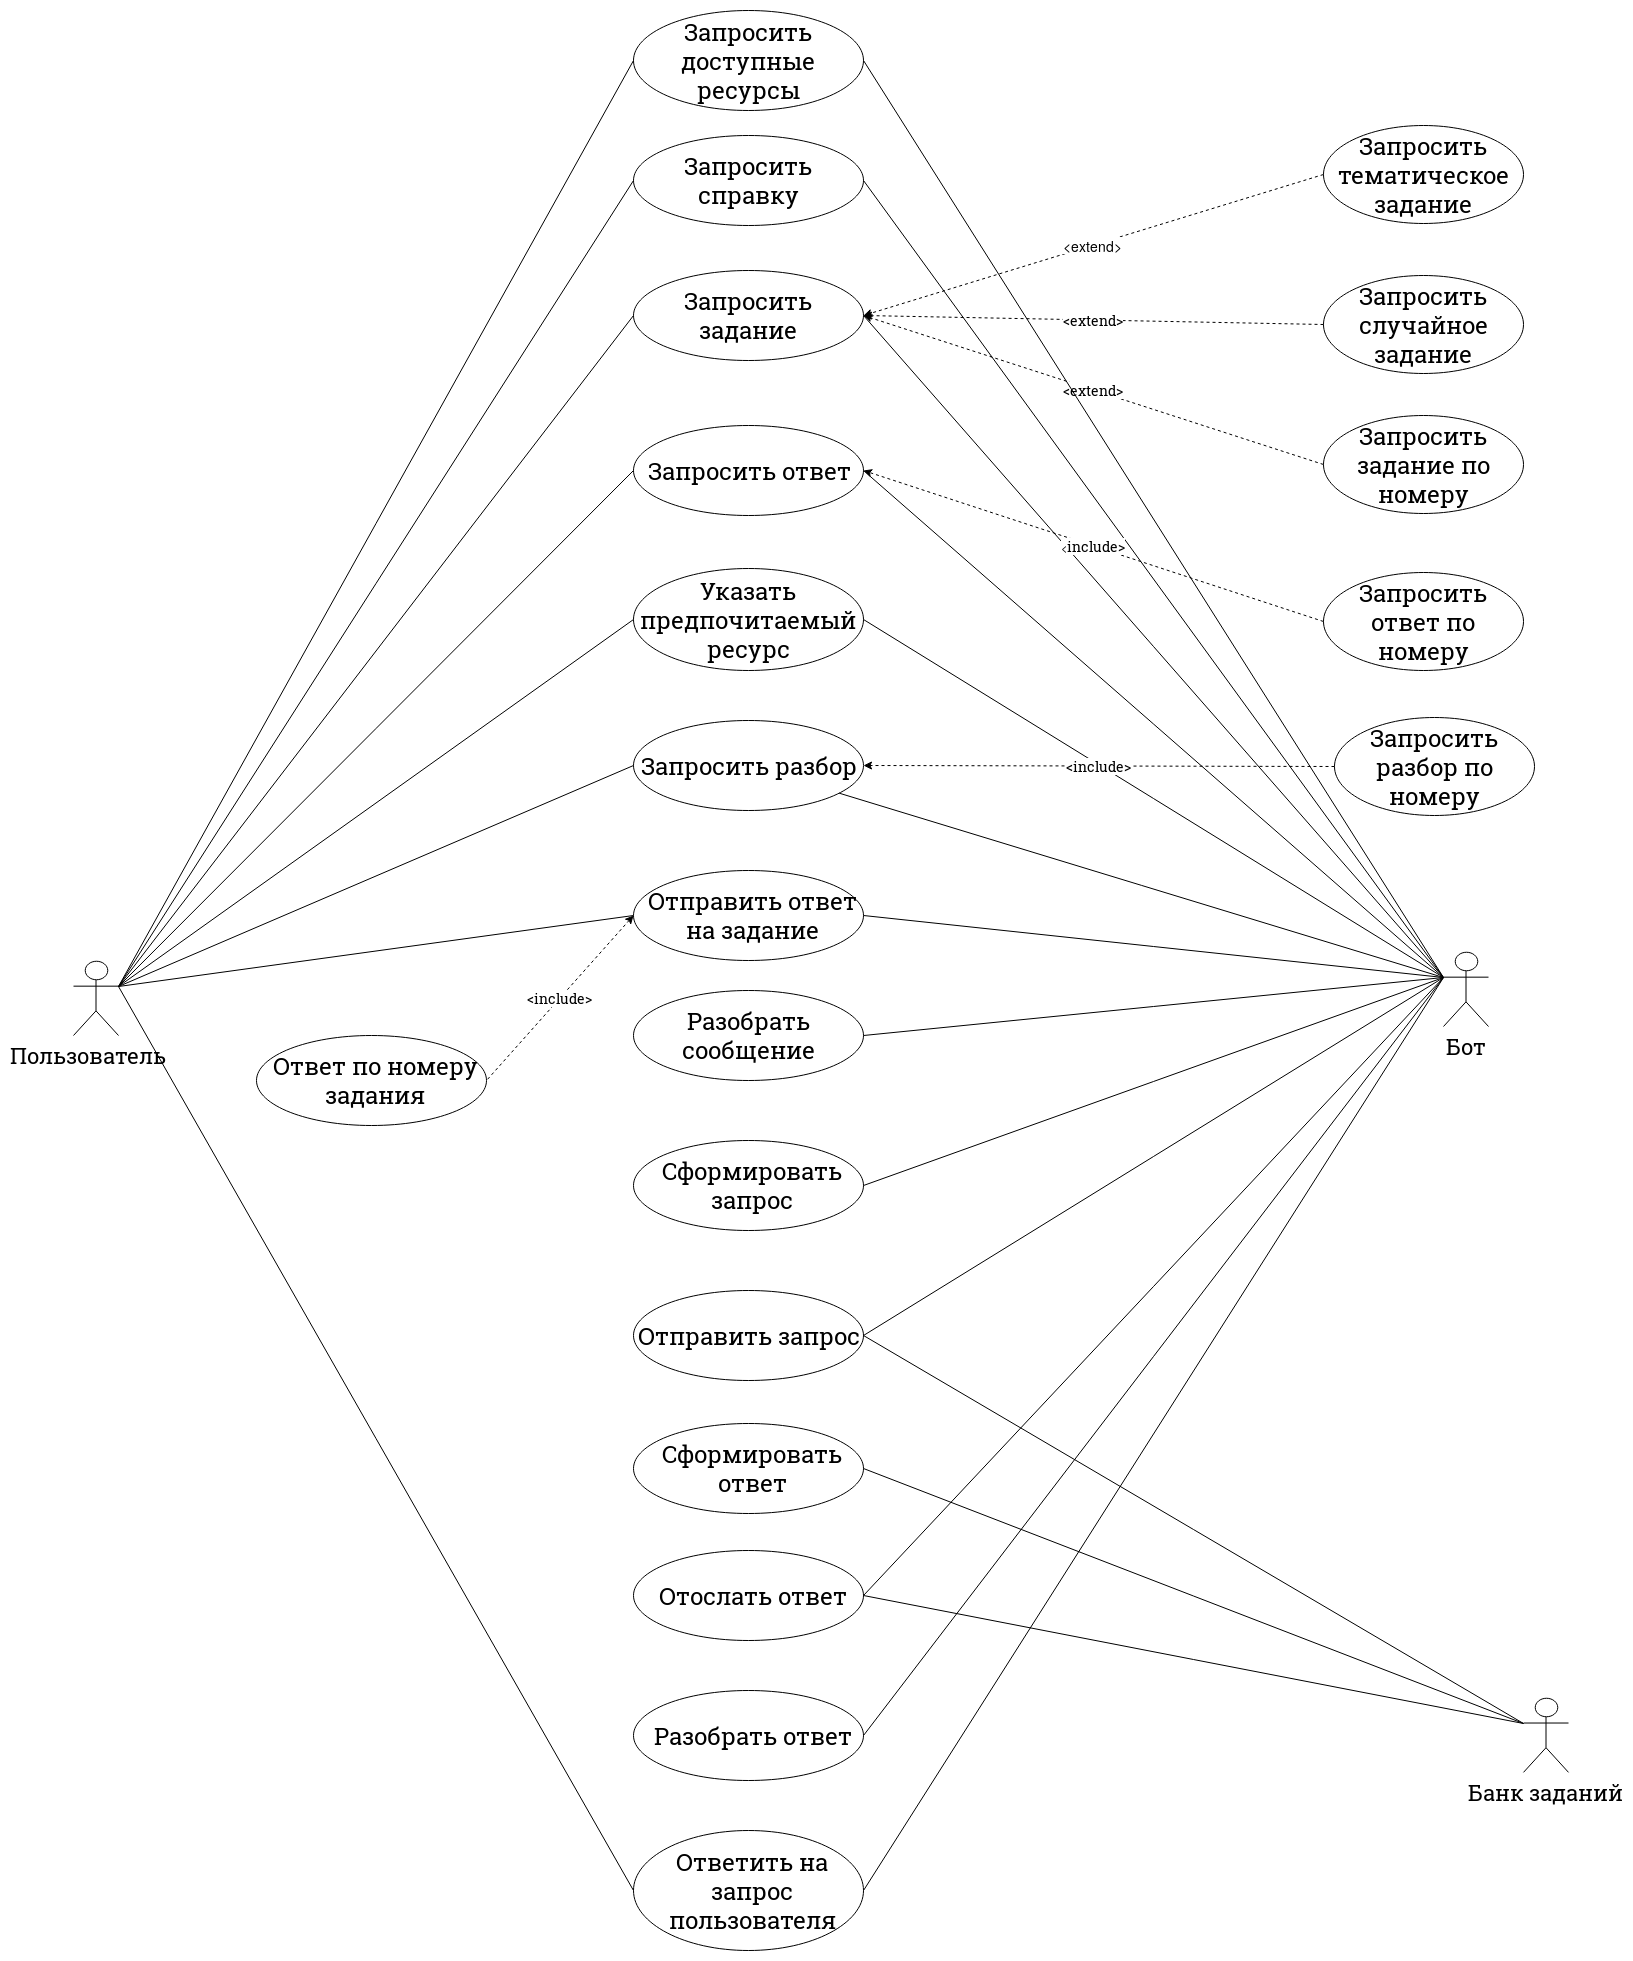 Запросить
доступные
ресурсы
Запросить
справку
Запросить
тематическое
задание
<extend>
Запросить
задание
Запросить
случайное
задание
<extend>
<extend>
Запросить
задание по
номеру
Запросить ответ
<include>
Запросить
ответ по
номеру
Указать
предпочитаемый
ресурс
Запросить разбор
<include>
Запросить
разбор по
номеру
Отправить ответ
на задание
<include>
Пользователь
Бот
Ответ по номеру
задания
Разобрать
сообщение
Сформировать
запрос
Отправить запрос
Сформировать
ответ
Отослать ответ
Разобрать ответ
Банк заданий
Ответить на
запрос
пользователя